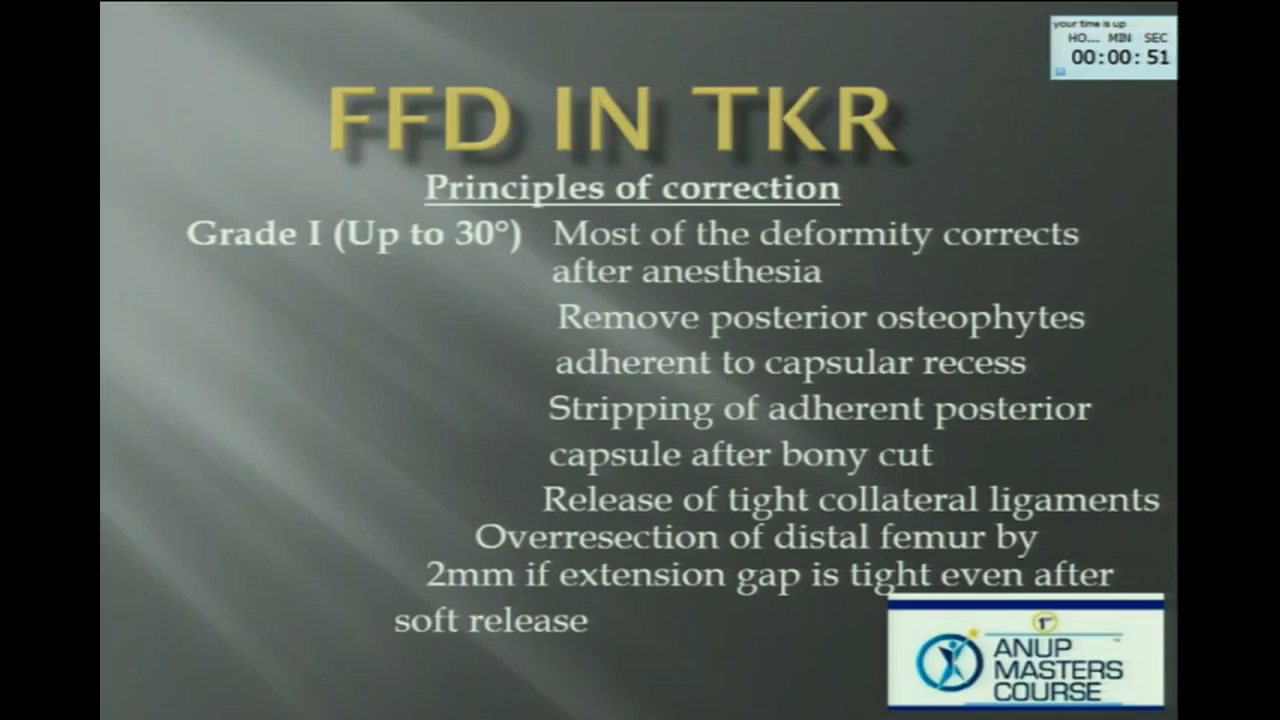 your time is up
HO... MIN SEC
00:00:51
FFD IN TKR
Principles of correction
Grade I (Up to 30°) Most of the deformity corrects
after anesthesia
Remove posterior osteophytes
adherent to capsular recess
Stripping of adherent posterior
capsule after bony cut
Release of tight collateral ligaments
Overresection of distal femur by
2mm if extension gap is tight even after
soft release
ANUP
MASTERS
COURSE